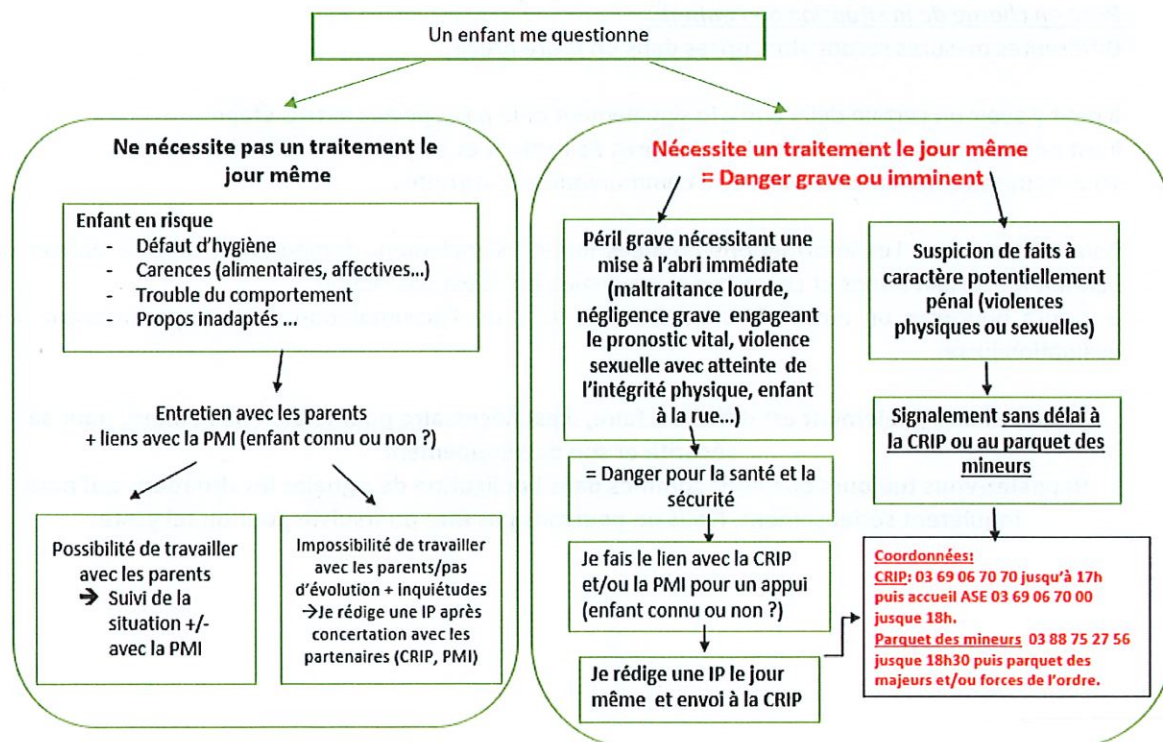 Un enfant me questionne
Ne nécessite pas un traitement le
jour même
Enfant en risque
- Défaut d'hygiène
- Carences (alimentaires, affectives...)
- Trouble du comportement
- Propos inadaptés ...
Entretien avec les parents
+ liens avec la PMI (enfant connu ou non ?)
Possibilité de travailler
avec les parents
➔ Suivi de la
situation +/-
avec la PMI
Impossibilité de travailler
avec les parents/pas
d'évolution + inquiétudes
→Je rédige une IP après
concertation avec les
partenaires (CRIP, PMI)
Nécessite un traitement le jour même
= Danger grave ou imminent
Péril grave nécessitant une
mise à l'abri immédiate
(maltraitance lourde,
négligence grave engageant
le pronostic vital, violence
sexuelle avec atteinte de
l'intégrité physique, enfant
à la rue...)
= Danger pour la santé et la
sécurité
Je fais le lien avec la CRIP
et/ou la PMI pour un appui
(enfant connu ou non ?)
Je rédige une IP le jour
même et envoi à la CRIP
Suspicion de faits à
caractère potentiellement
pénal (violences
physiques ou sexuelles)
Signalement sans délai à
la CRIP ou au parquet des
mineurs
Coordonnées:
CRIP: 03 69 06 70 70 jusqu'à 17h
puis accueil ASE 03 69 06 70 00
jusque 18h.
Parquet des mineurs 03 88 75 27 56
jusque 18h30 puis parquet des
majeurs et/ou forces de l'ordre.